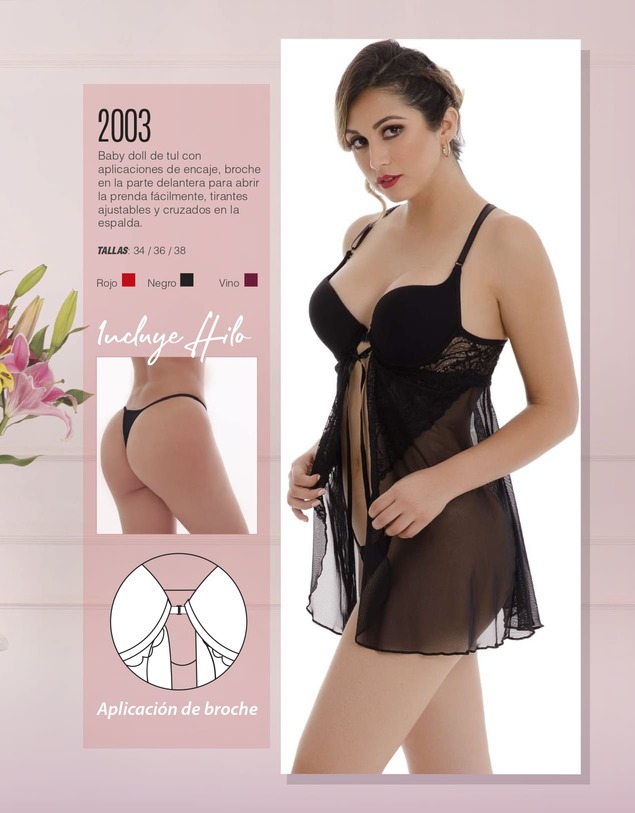 2003
Baby doll de tul con
aplicaciones de encaje, broche
en la parte delantera para abrir
la prenda fácilmente, tirantes
ajustables y cruzados en la
espalda.
TALLAS: 34 / 36 / 38
Rojo Negro Vino
Incluye Hilo
Aplicación de broche